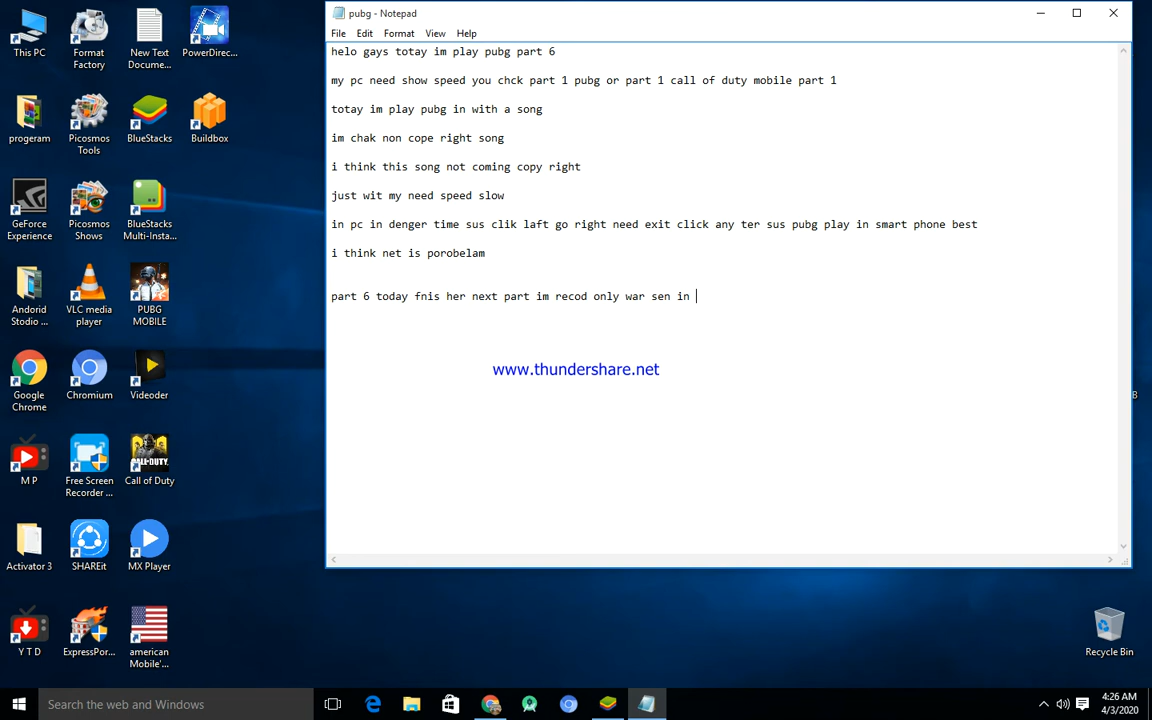 pubg - Notepad
File Edit Format View Help
helo gays totay im play pubg part 6
my pc need show speed you chck part 1 pubg or part 1 call of duty mobile part 1
totay im play pubg in with a song
im chak non cope right song
i think this song not coming copy right
just wit my need speed slow
in pc in denger time sus clik laft go right need exit click any ter sus pubg play in smart phone best
i think net is porobelam
part 6 today fnis her next part im recod only war sen in
www.thundershare.net
This PC
Format Factory
New Text Docume...
PowerDirec...
progeram
Picosmos Tools
BlueStacks
Buildbox
GeForce Experience
Picosmos Shows
BlueStacks Multi-Insta...
Andorid Stodio ...
VLC media player
PUBG MOBILE
Google Chrome
Chromium
Videoder
M P
Free Screen Recorder ...
Call of Duty
Activator 3
SHAREit
MX Player
Y T D
ExpressPor...
american Mobile'...
B
Recycle Bin
Search the web and Windows
4:26 AM
4/3/2020